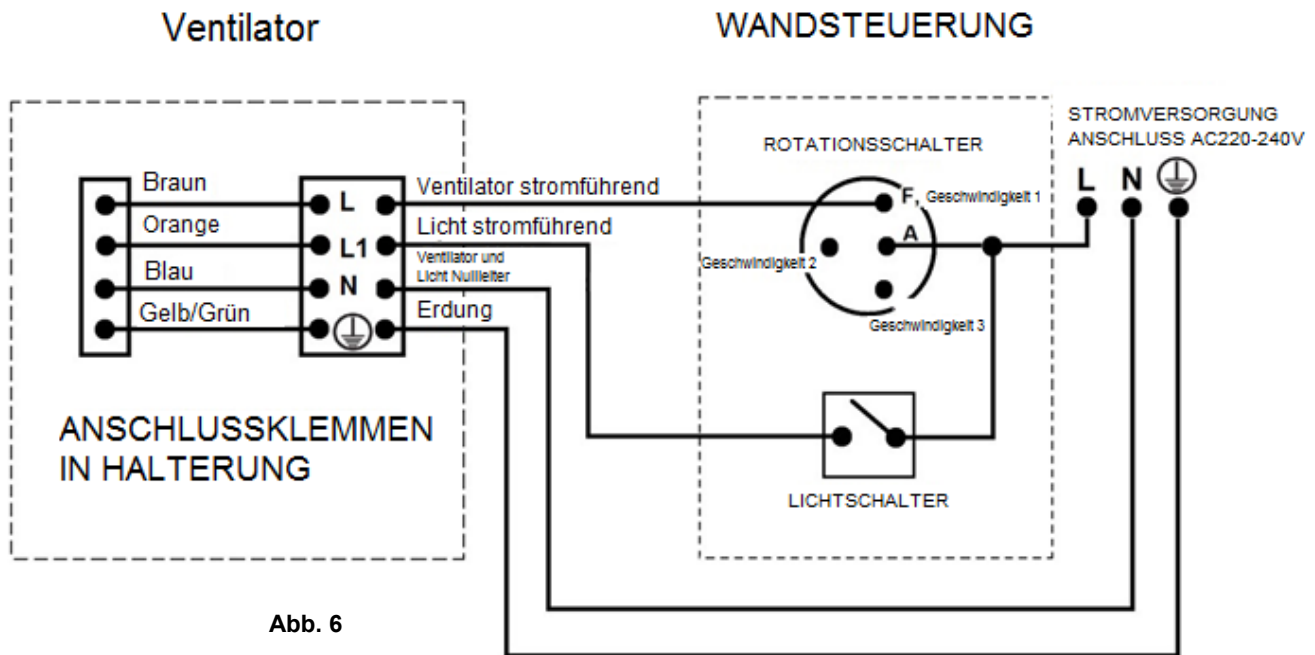 Ventilator
WANDSTEUERUNG
STROMVERSORGUNG
ANSCHLUSS AC220-240V
ROTATIONSSCHALTER
L N
Braun
L
Ventilator stromführend
F, Geschwindigkeit 1
Orange
L1
Licht stromführend
A
Ventilator und
Licht Nullleiter
Geschwindigkeit 2
Blau
N
Gelb/Grün
Erdung
Geschwindigkeit 3
ANSCHLUSSKLEMMEN
IN HALTERUNG
LICHTSCHALTER
Abb. 6